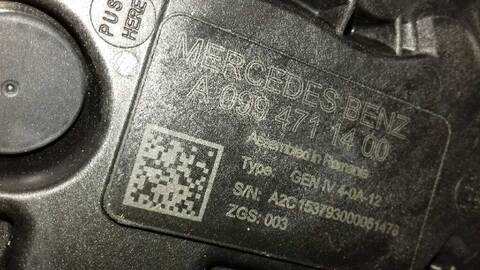 PUSH
HERE
MERCEDES-BENZ
A 099 471 14 00
Assembled in Romania
Type: GEN IV 4-0A-12
S/N: A2C153793000081478
ZGS: 003